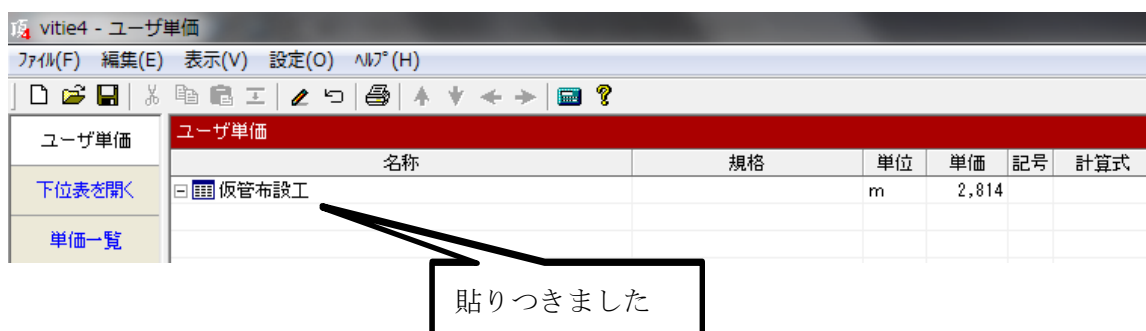 頂4 vitie4 - ユーザ単価
ﾌｧｲﾙ(F) 編集(E) 表示(V) 設定(O) ﾍﾙﾌﾟ(H)
ユーザ単価
ユーザ単価
名称 規格 単位 単価 記号 計算式
下位表を開く
仮管布設工 m 2,814
単価一覧
貼りつきました